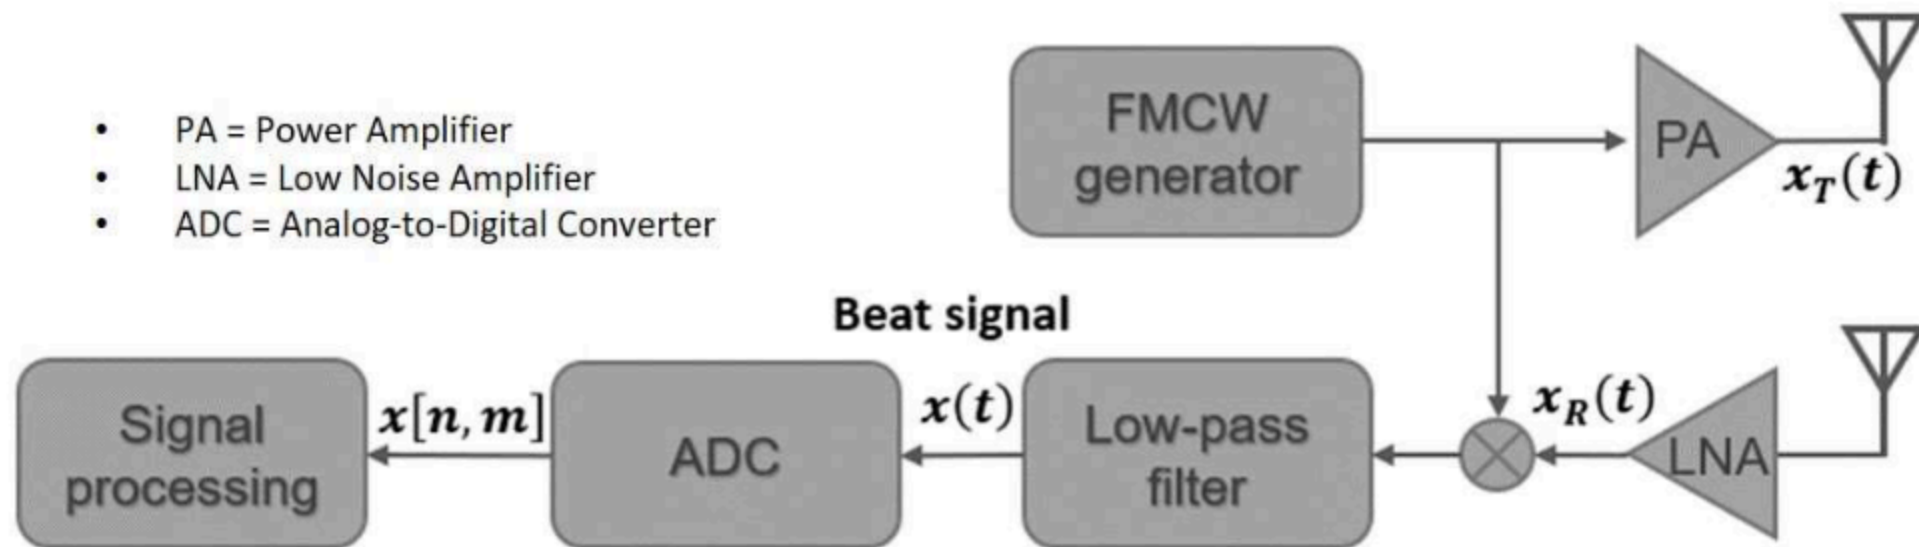 FMCW
generator
PA
x_T(t)
• PA = Power Amplifier
• LNA = Low Noise Amplifier
• ADC = Analog-to-Digital Converter
Beat signal
Signal
processing
x[n, m]
ADC
x(t)
Low-pass
filter
x_R(t)
LNA